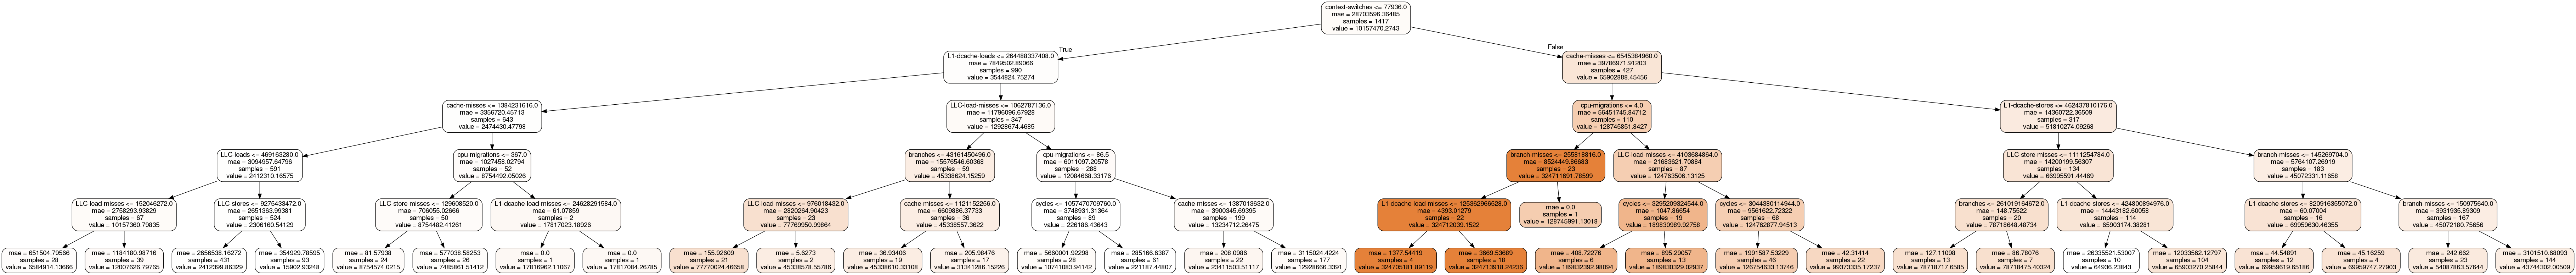 context-switches <= 77936.0
mae = 28703596.36485
samples = 1417
value = 10157470.2743
True
False
L1-dcache-loads <= 264488337408.0
mae = 7849502.89066
samples = 990
value = 3544824.75274
cache-misses <= 6545384960.0
mae = 39786971.91203
samples = 427
value = 65902888.45456
cache-misses <= 1384231616.0
mae = 3356720.45713
samples = 643
value = 2474430.47798
LLC-load-misses <= 1062787136.0
mae = 11796096.67928
samples = 347
value = 12928674.4685
cpu-migrations <= 4.0
mae = 56451745.84712
samples = 110
value = 128745851.8427
L1-dcache-stores <= 462437810176.0
mae = 14360722.36509
samples = 317
value = 51810274.09268
LLC-loads <= 469163280.0
mae = 3094957.64796
samples = 591
value = 2412310.16575
cpu-migrations <= 367.0
mae = 1027458.02794
samples = 52
value = 8754492.05026
branches <= 43161450496.0
mae = 15576546.60368
samples = 59
value = 45338624.15259
cpu-migrations <= 86.5
mae = 6011097.20578
samples = 288
value = 12084668.33176
branch-misses <= 255818816.0
mae = 8524449.86683
samples = 23
value = 324711691.78599
LLC-load-misses <= 4103684864.0
mae = 21683621.70884
samples = 87
value = 124763506.13125
LLC-store-misses <= 1111254784.0
mae = 14200199.56307
samples = 134
value = 66995591.44469
branch-misses <= 145269704.0
mae = 5764107.26919
samples = 183
value = 45072331.11658
LLC-load-misses <= 152046272.0
mae = 2758293.93829
samples = 67
value = 10157360.79835
LLC-stores <= 9275433472.0
mae = 2651363.99381
samples = 524
value = 2306160.54129
LLC-store-misses <= 129608520.0
mae = 706055.02666
samples = 50
value = 8754482.41261
L1-dcache-load-misses <= 24628291584.0
mae = 61.07859
samples = 2
value = 17817023.18926
LLC-load-misses <= 976018432.0
mae = 2820264.90423
samples = 23
value = 77769950.99864
cache-misses <= 1121152256.0
mae = 6609886.37733
samples = 36
value = 45338557.3622
cycles <= 1057470709760.0
mae = 3748931.31364
samples = 89
value = 226186.43643
cache-misses <= 1387013632.0
mae = 3900345.69395
samples = 199
value = 13234712.26475
L1-dcache-load-misses <= 125362966528.0
mae = 4393.01279
samples = 22
value = 324712039.1522
mae = 0.0
samples = 1
value = 128745991.13018
cycles <= 3295209324544.0
mae = 1047.86654
samples = 19
value = 189830989.92758
cycles <= 3044380114944.0
mae = 9561622.72322
samples = 68
value = 124762877.94513
branches <= 261019164672.0
mae = 148.75522
samples = 20
value = 78718648.48734
L1-dcache-stores <= 424800894976.0
mae = 14443182.60058
samples = 114
value = 65903174.38281
L1-dcache-stores <= 820916355072.0
mae = 60.07004
samples = 16
value = 69959630.46355
branch-misses <= 150975640.0
mae = 3931935.89309
samples = 167
value = 45072180.75656
mae = 651504.79566
samples = 28
value = 6584914.13666
mae = 1184180.98716
samples = 39
value = 12007626.79765
mae = 2656538.16272
samples = 431
value = 2412399.86329
mae = 354929.78595
samples = 93
value = 15902.93248
mae = 81.57938
samples = 24
value = 8754574.0215
mae = 577038.58253
samples = 26
value = 7485861.51412
mae = 0.0
samples = 1
value = 17816962.11067
mae = 0.0
samples = 1
value = 17817084.26785
mae = 155.92609
samples = 21
value = 77770024.46658
mae = 5.6273
samples = 2
value = 45338578.55786
mae = 36.93406
samples = 19
value = 45338610.33108
mae = 205.98476
samples = 17
value = 31341286.15226
mae = 5660001.92298
samples = 28
value = 10741083.94142
mae = 2285166.6387
samples = 61
value = 221187.44807
mae = 208.0986
samples = 22
value = 23411503.51117
mae = 3115024.4224
samples = 177
value = 12928666.3391
mae = 1377.54419
samples = 4
value = 324705181.89119
mae = 3669.53689
samples = 18
value = 324713918.24236
mae = 408.72276
samples = 6
value = 189832392.98094
mae = 895.29057
samples = 13
value = 189830329.02937
mae = 1991587.53229
samples = 46
value = 126754633.13746
mae = 42.31414
samples = 22
value = 99373335.17237
mae = 127.11098
samples = 13
value = 78718717.6585
mae = 86.78076
samples = 7
value = 78718475.40324
mae = 26335521.53007
samples = 10
value = 64936.23843
mae = 12033562.12797
samples = 104
value = 65903270.25844
mae = 44.54891
samples = 12
value = 69959619.65186
mae = 45.16259
samples = 4
value = 69959747.27903
mae = 242.662
samples = 23
value = 54087863.57644
mae = 3101510.68093
samples = 144
value = 44744302.60207